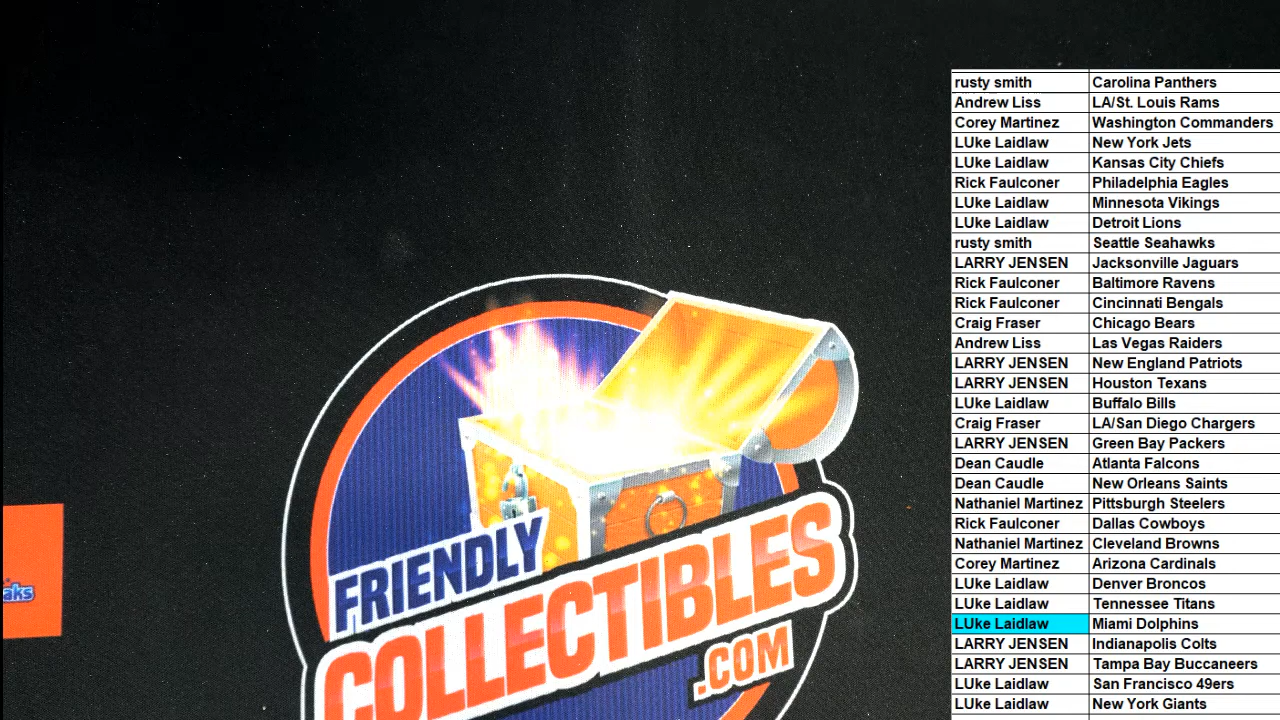 rusty smith Carolina Panthers
Andrew Liss LA/St. Louis Rams
Corey Martinez Washington Commanders
LUke Laidlaw New York Jets
LUke Laidlaw Kansas City Chiefs
Rick Faulconer Philadelphia Eagles
LUke Laidlaw Minnesota Vikings
LUke Laidlaw Detroit Lions
rusty smith Seattle Seahawks
LARRY JENSEN Jacksonville Jaguars
Rick Faulconer Baltimore Ravens
Rick Faulconer Cincinnati Bengals
Craig Fraser Chicago Bears
Andrew Liss Las Vegas Raiders
LARRY JENSEN New England Patriots
LARRY JENSEN Houston Texans
LUke Laidlaw Buffalo Bills
Craig Fraser LA/San Diego Chargers
LARRY JENSEN Green Bay Packers
Dean Caudle Atlanta Falcons
Dean Caudle New Orleans Saints
Nathaniel Martinez Pittsburgh Steelers
Rick Faulconer Dallas Cowboys
Nathaniel Martinez Cleveland Browns
Corey Martinez Arizona Cardinals
LUke Laidlaw Denver Broncos
LUke Laidlaw Tennessee Titans
LUke Laidlaw Miami Dolphins
LARRY JENSEN Indianapolis Colts
LARRY JENSEN Tampa Bay Buccaneers
LUke Laidlaw San Francisco 49ers
LUke Laidlaw New York Giants
FRIENDLY
COLLECTIBLES
.COM
aks